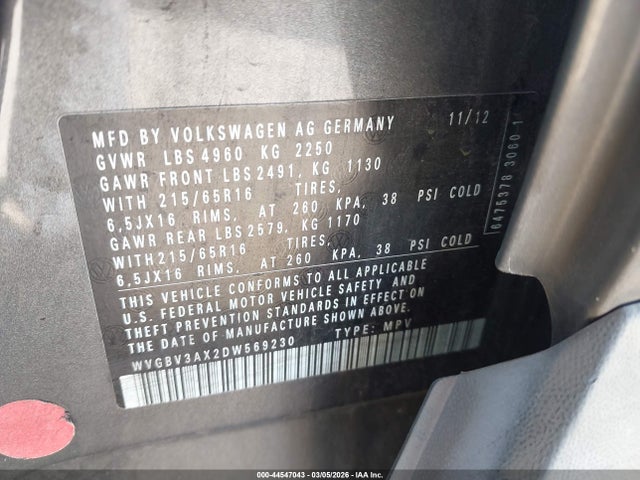 MFD BY VOLKSWAGEN AG GERMANY 11/12
GVWR LBS 4960 KG 2250
GAWR FRONT LBS 2491, KG 1130
WITH 215/65R16 TIRES,
6,5JX16 RIMS. AT 260 KPA, 38 PSI COLD
GAWR REAR LBS 2579, KG 1170
WITH 215/65R16 TIRES,
6,5JX16 RIMS. AT 260 KPA, 38 PSI COLD
THIS VEHICLE CONFORMS TO ALL APPLICABLE
U.S. FEDERAL MOTOR VEHICLE SAFETY AND
THEFT PREVENTION STANDARDS IN EFFECT ON
THE DATE OF MANUFACTURE SHOWN ABOVE.
WVGBV3AX2DW569230 TYPE: MPV
6475378 3060 1
000-44547043 - 03/05/2026 - IAA Inc.